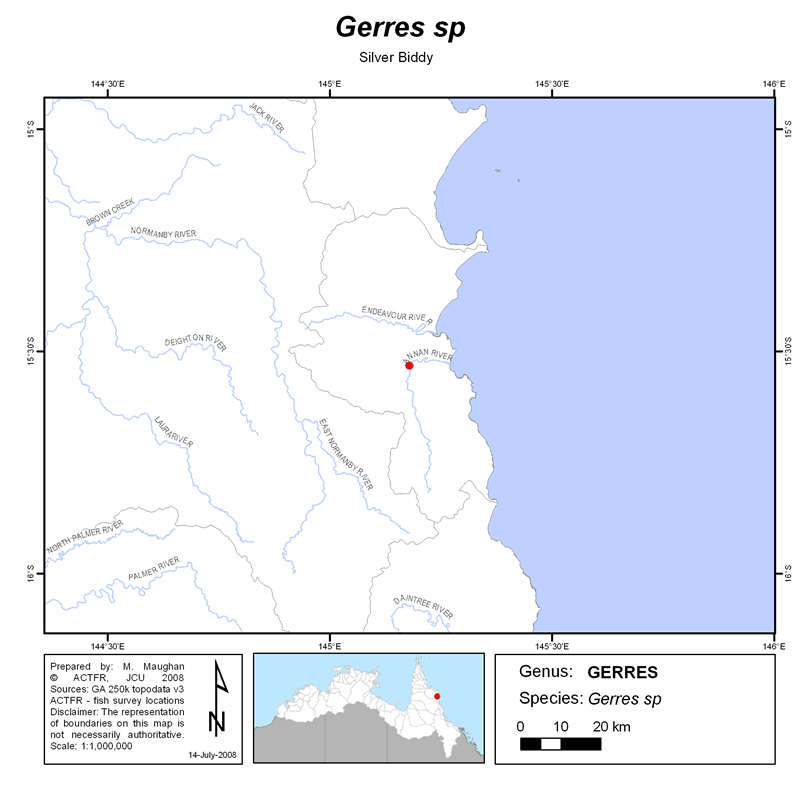 Gerres sp
Silver Biddy
144°30'E 145°E 145°30'E 146°E
15°S
JACK RIVER
BROWN CREEK
NORMANBY RIVER
ENDEAVOUR RIVER
15°30'S
DEIGHTON RIVER
ANNAN RIVER
LAURA RIVER
EAST NORMANBY RIVER
NORTH PALMER RIVER
PALMER RIVER
16°S
DAINTREE RIVER
15°S
15°30'S
16°S
144°30'E 145°E 145°30'E 146°E
Prepared by: M. Maughan
© ACTFR, JCU 2008
Sources: GA 250k topodata v3
ACTFR - fish survey locations
Disclaimer: The representation
of boundaries on this map is
not necessarily authoritative.
Scale: 1:1,000,000
N
14-July-2008
Genus: GERRES
Species: Gerres sp
0 10 20 km